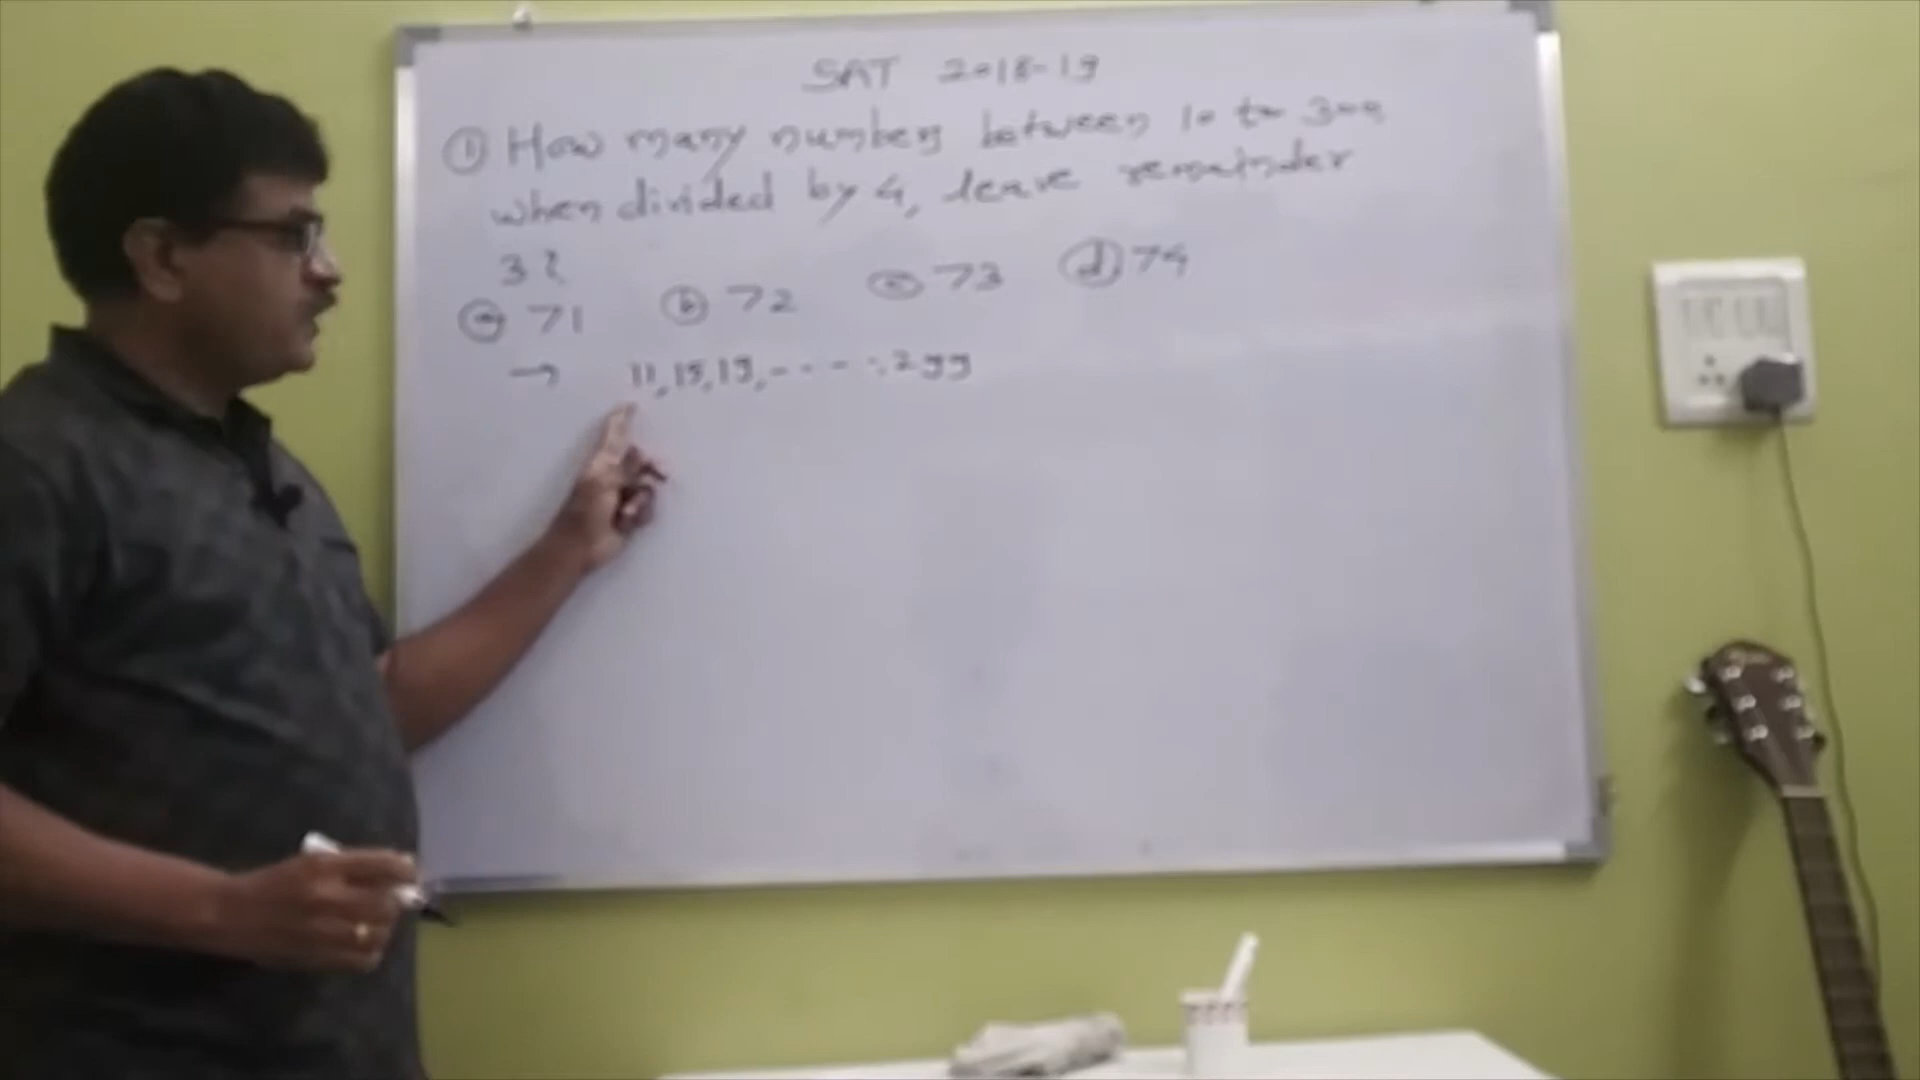 SAT 2018-19
① How many numbers between 10 to 300
when divided by 4, leave remainder
3?
ⓐ 71 ⓑ 72 ⓒ 73 ⓓ 74
→ 11, 15, 19, - - - -, 299